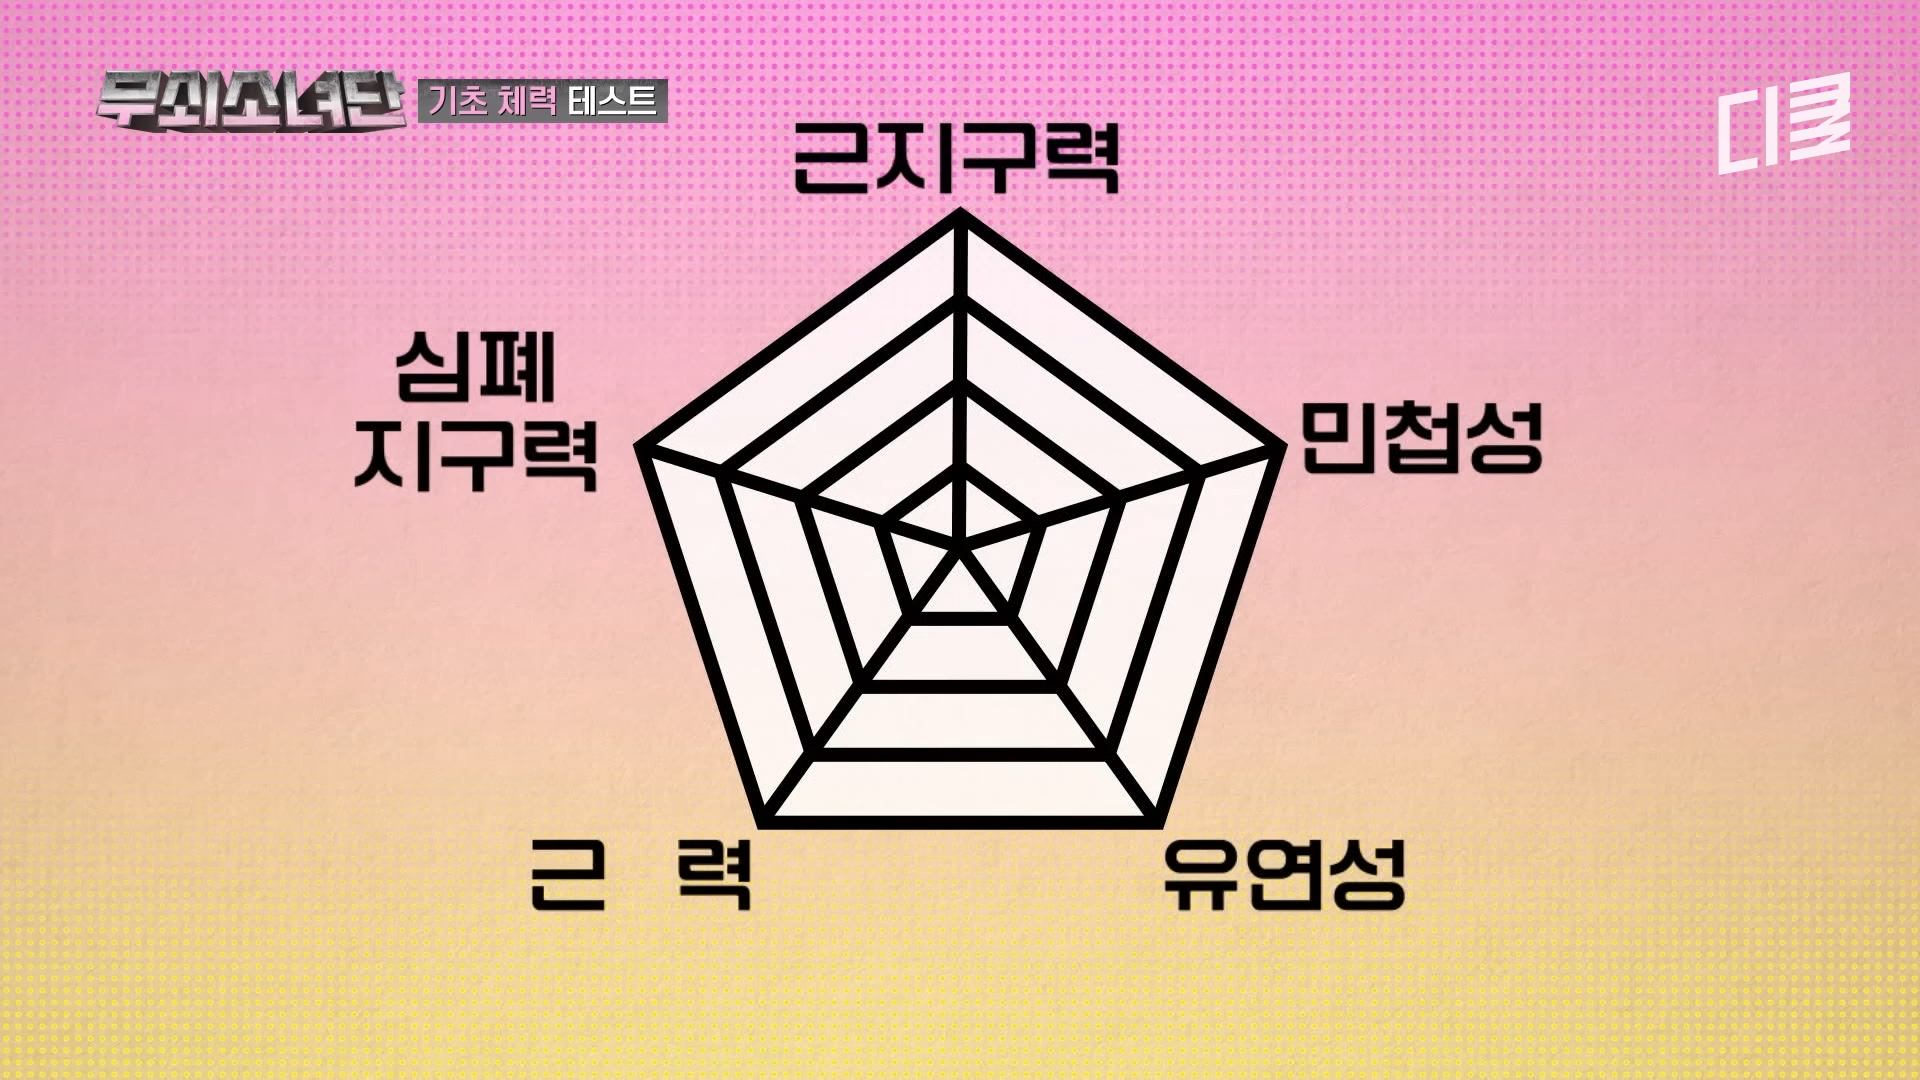 무쇠소녀단 기초 체력 테스트
디글
근지구력
심폐
지구력
민첩성
근 력
유연성